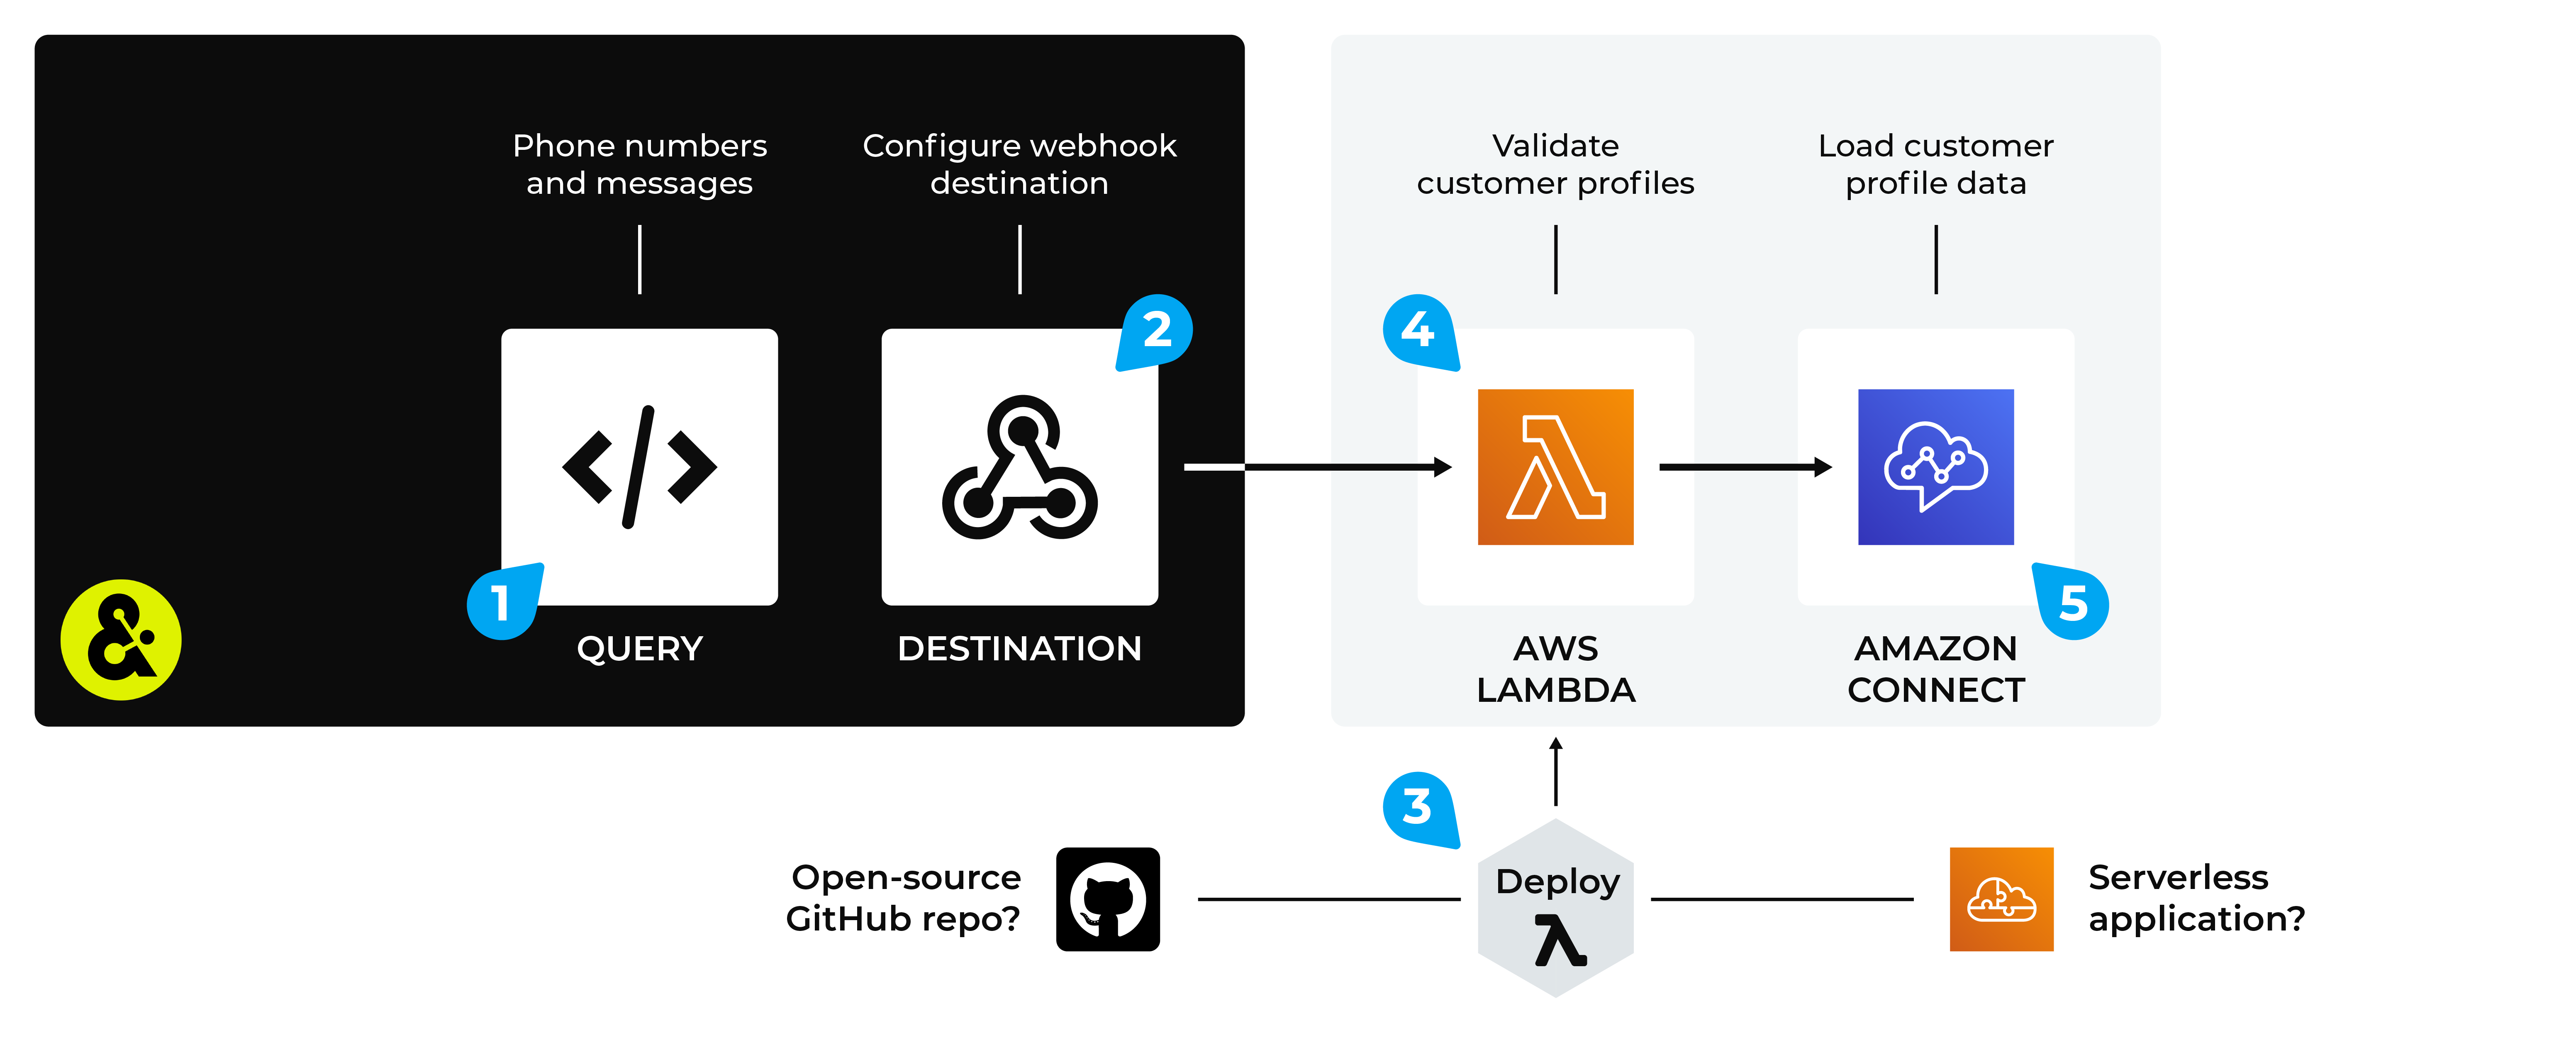 Phone numbers
and messages
Configure webhook
destination
Validate
customer profiles
Load customer
profile data
2
4
1
5
QUERY
DESTINATION
AWS
LAMBDA
AMAZON
CONNECT
3
Open-source
GitHub repo?
Deploy
Serverless
application?